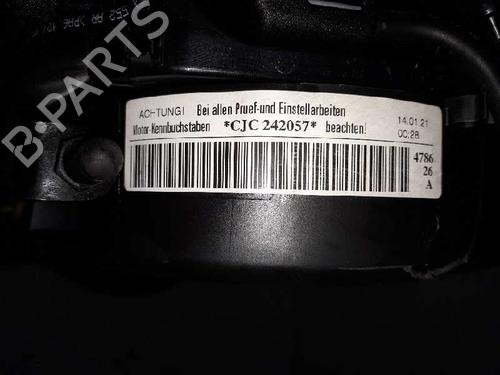 ACHTUNG! Bei allen Pruef-und Einstellarbeiten
Motor-Kennbuchstaben *CJC 242057* beachten!
14.01.21
00:28
4786
26
A
B-PARTS